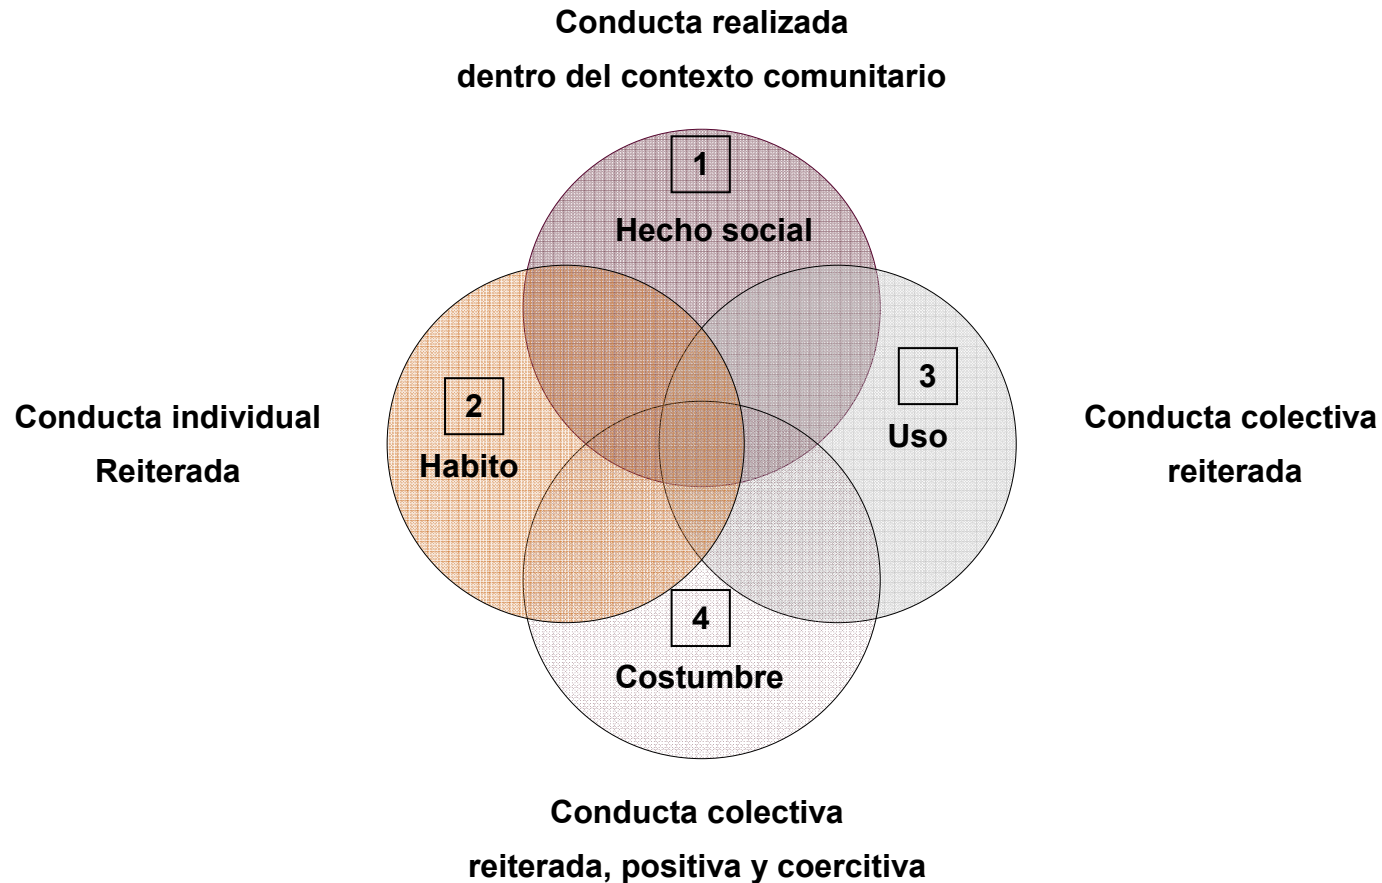 Conducta realizada
dentro del contexto comunitario
1
Hecho social
2
Habito
3
Uso
Conducta individual
Reiterada
Conducta colectiva
reiterada
4
Costumbre
Conducta colectiva
reiterada, positiva y coercitiva